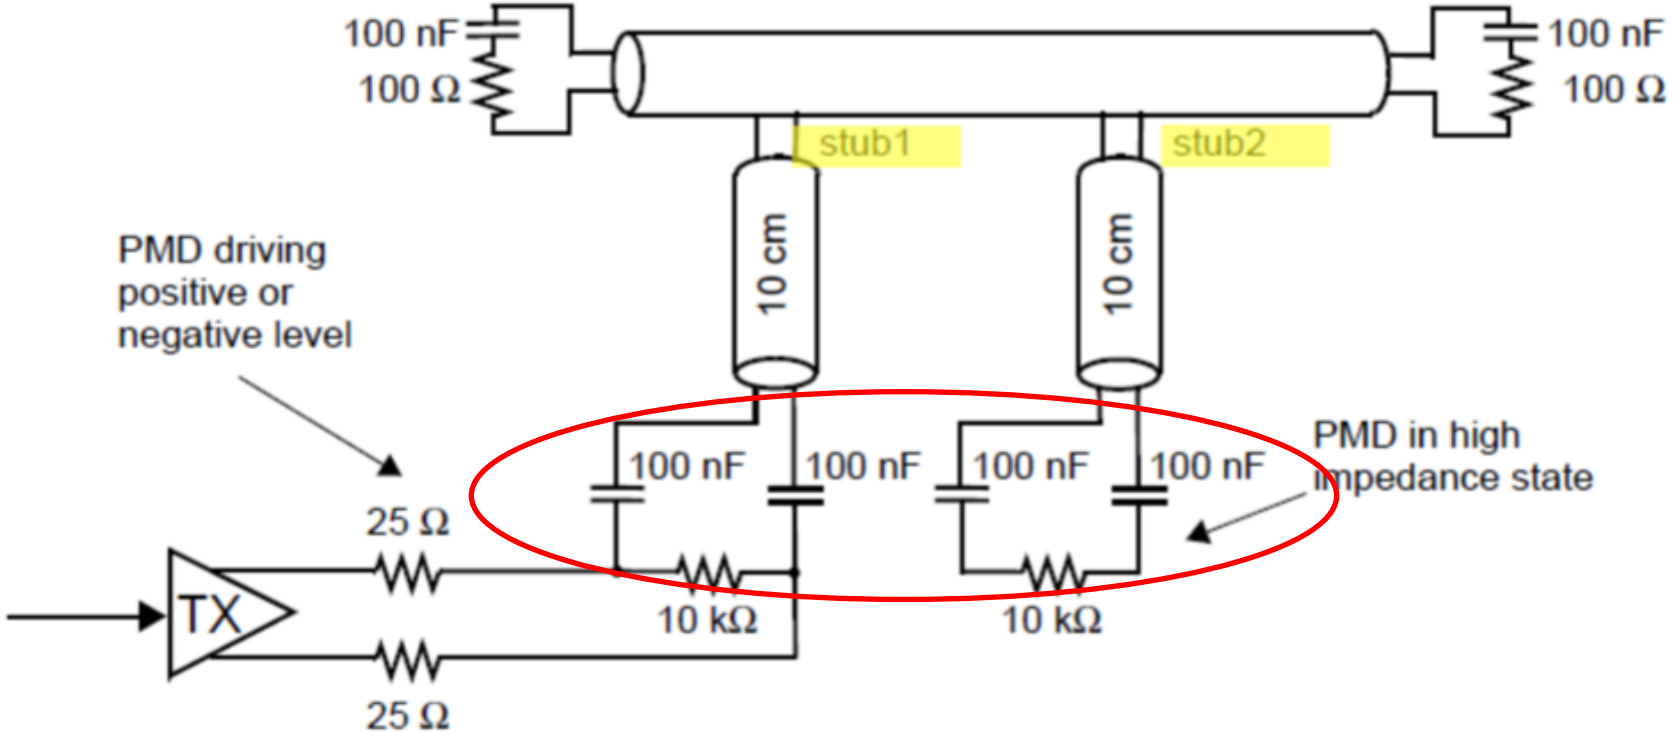 100 nF
100 Ω
100 nF
100 Ω
stub1
stub2
10 cm
10 cm
PMD driving
positive or
negative level
PMD in high
impedance state
100 nF
100 nF
100 nF
100 nF
25 Ω
TX
10 kΩ
10 kΩ
25 Ω